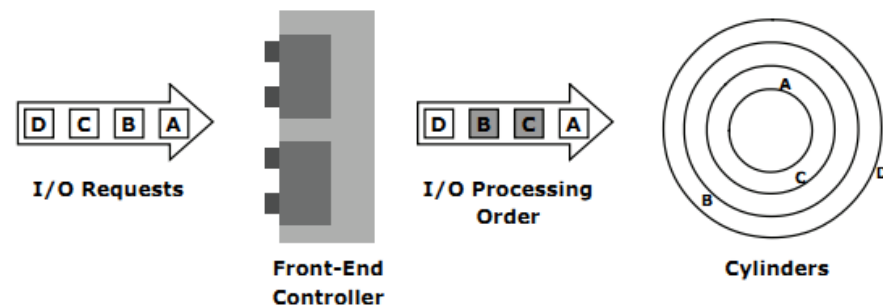 D C B A
I/O Requests
Front-End
Controller
D B C A
I/O Processing
Order
A
C
B
D
Cylinders